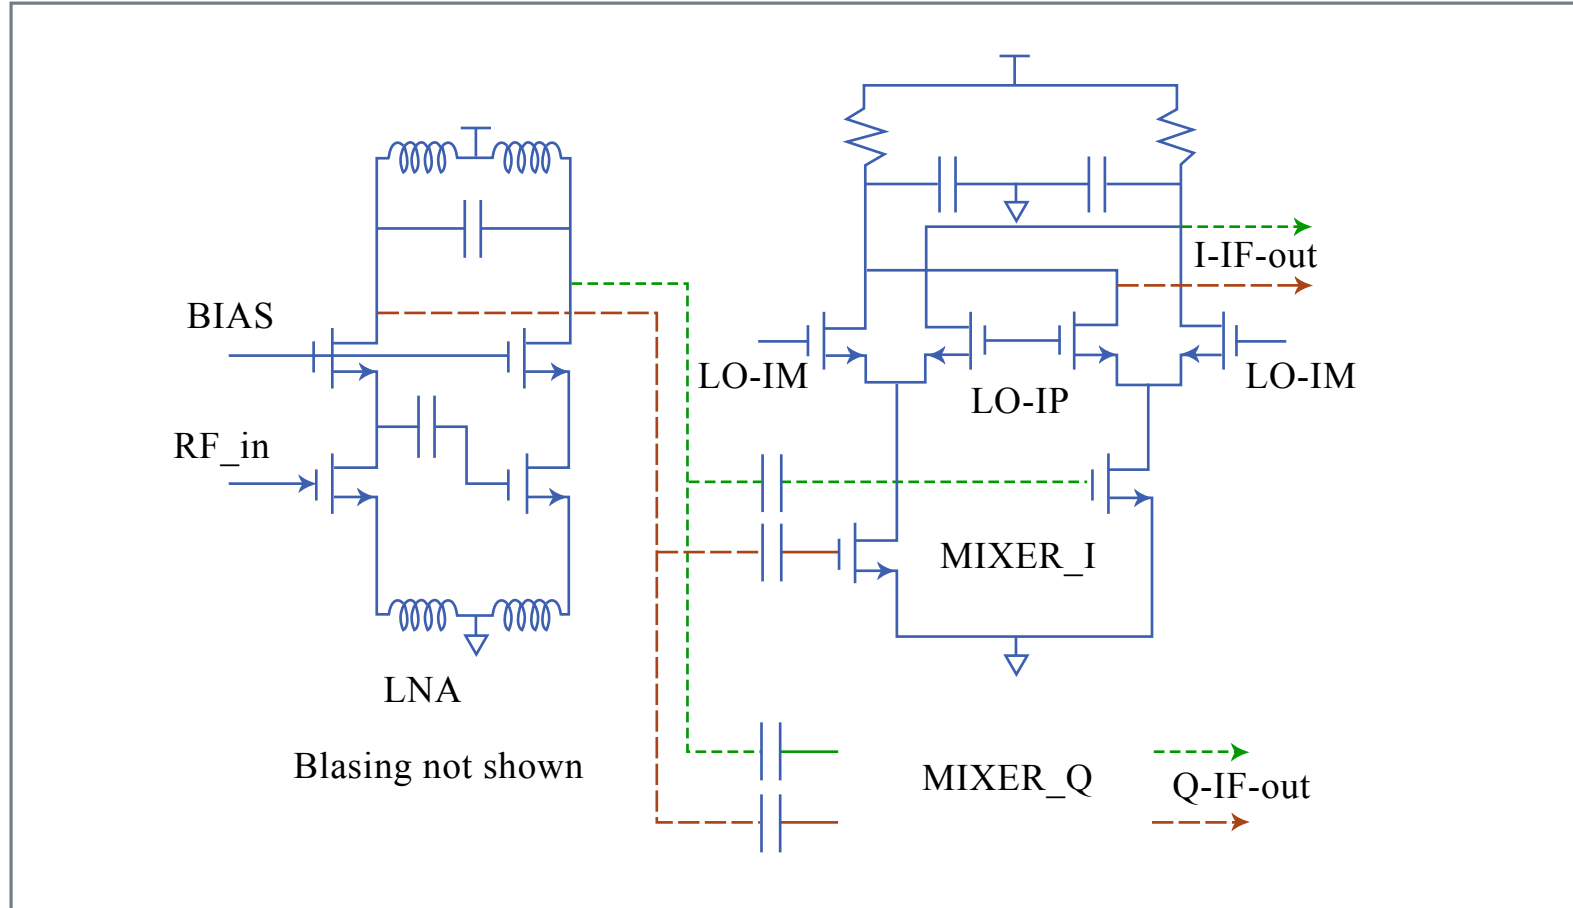 I-IF-out
BIAS
LO-IM
LO-IP
LO-IM
RF_in
MIXER_I
LNA
Blasing not shown
MIXER_Q
Q-IF-out